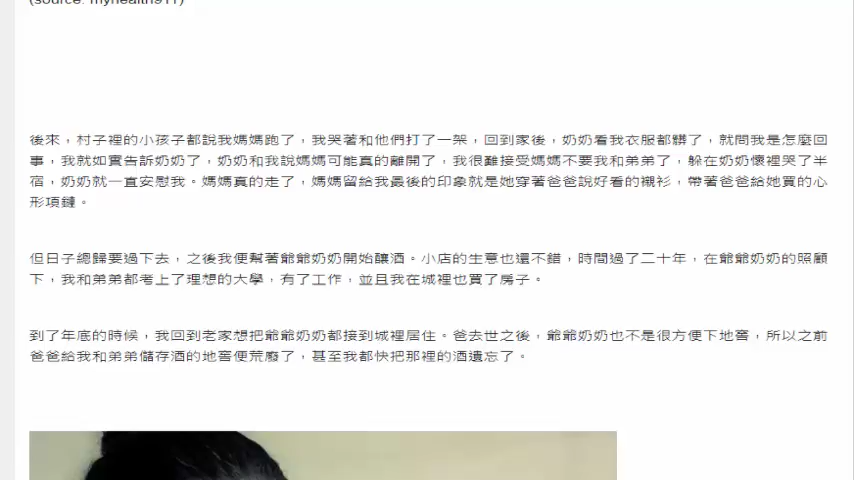 (source: myhealth911)
後來，村子裡的小孩子都說我媽媽跑了，我哭著和他們打了一架，回到家後，奶奶看我衣服都髒了，就問我是怎麼回
事，我就如實告訴奶奶了，奶奶和我說媽媽可能真的離開了，我很難接受媽媽不要我和弟弟了，躲在奶奶懷裡哭了半
宿，奶奶就一直安慰我。媽媽真的走了，媽媽留給我最後的印象就是她穿著爸爸說好看的襯衫，帶著爸爸給她買的心
形項鏈。
但日子總歸要過下去，之後我便幫著爺爺奶奶開始釀酒。小店的生意也還不錯，時間過了二十年，在爺爺奶奶的照顧
下，我和弟弟都考上了理想的大學，有了工作，並且我在城裡也買了房子。
到了年底的時候，我回到老家想把爺爺奶奶都接到城裡居住。爸去世之後，爺爺奶奶也不是很方便下地窖，所以之前
爸爸給我和弟弟儲存酒的地窖便荒廢了，甚至我都快把那裡的酒遺忘了。